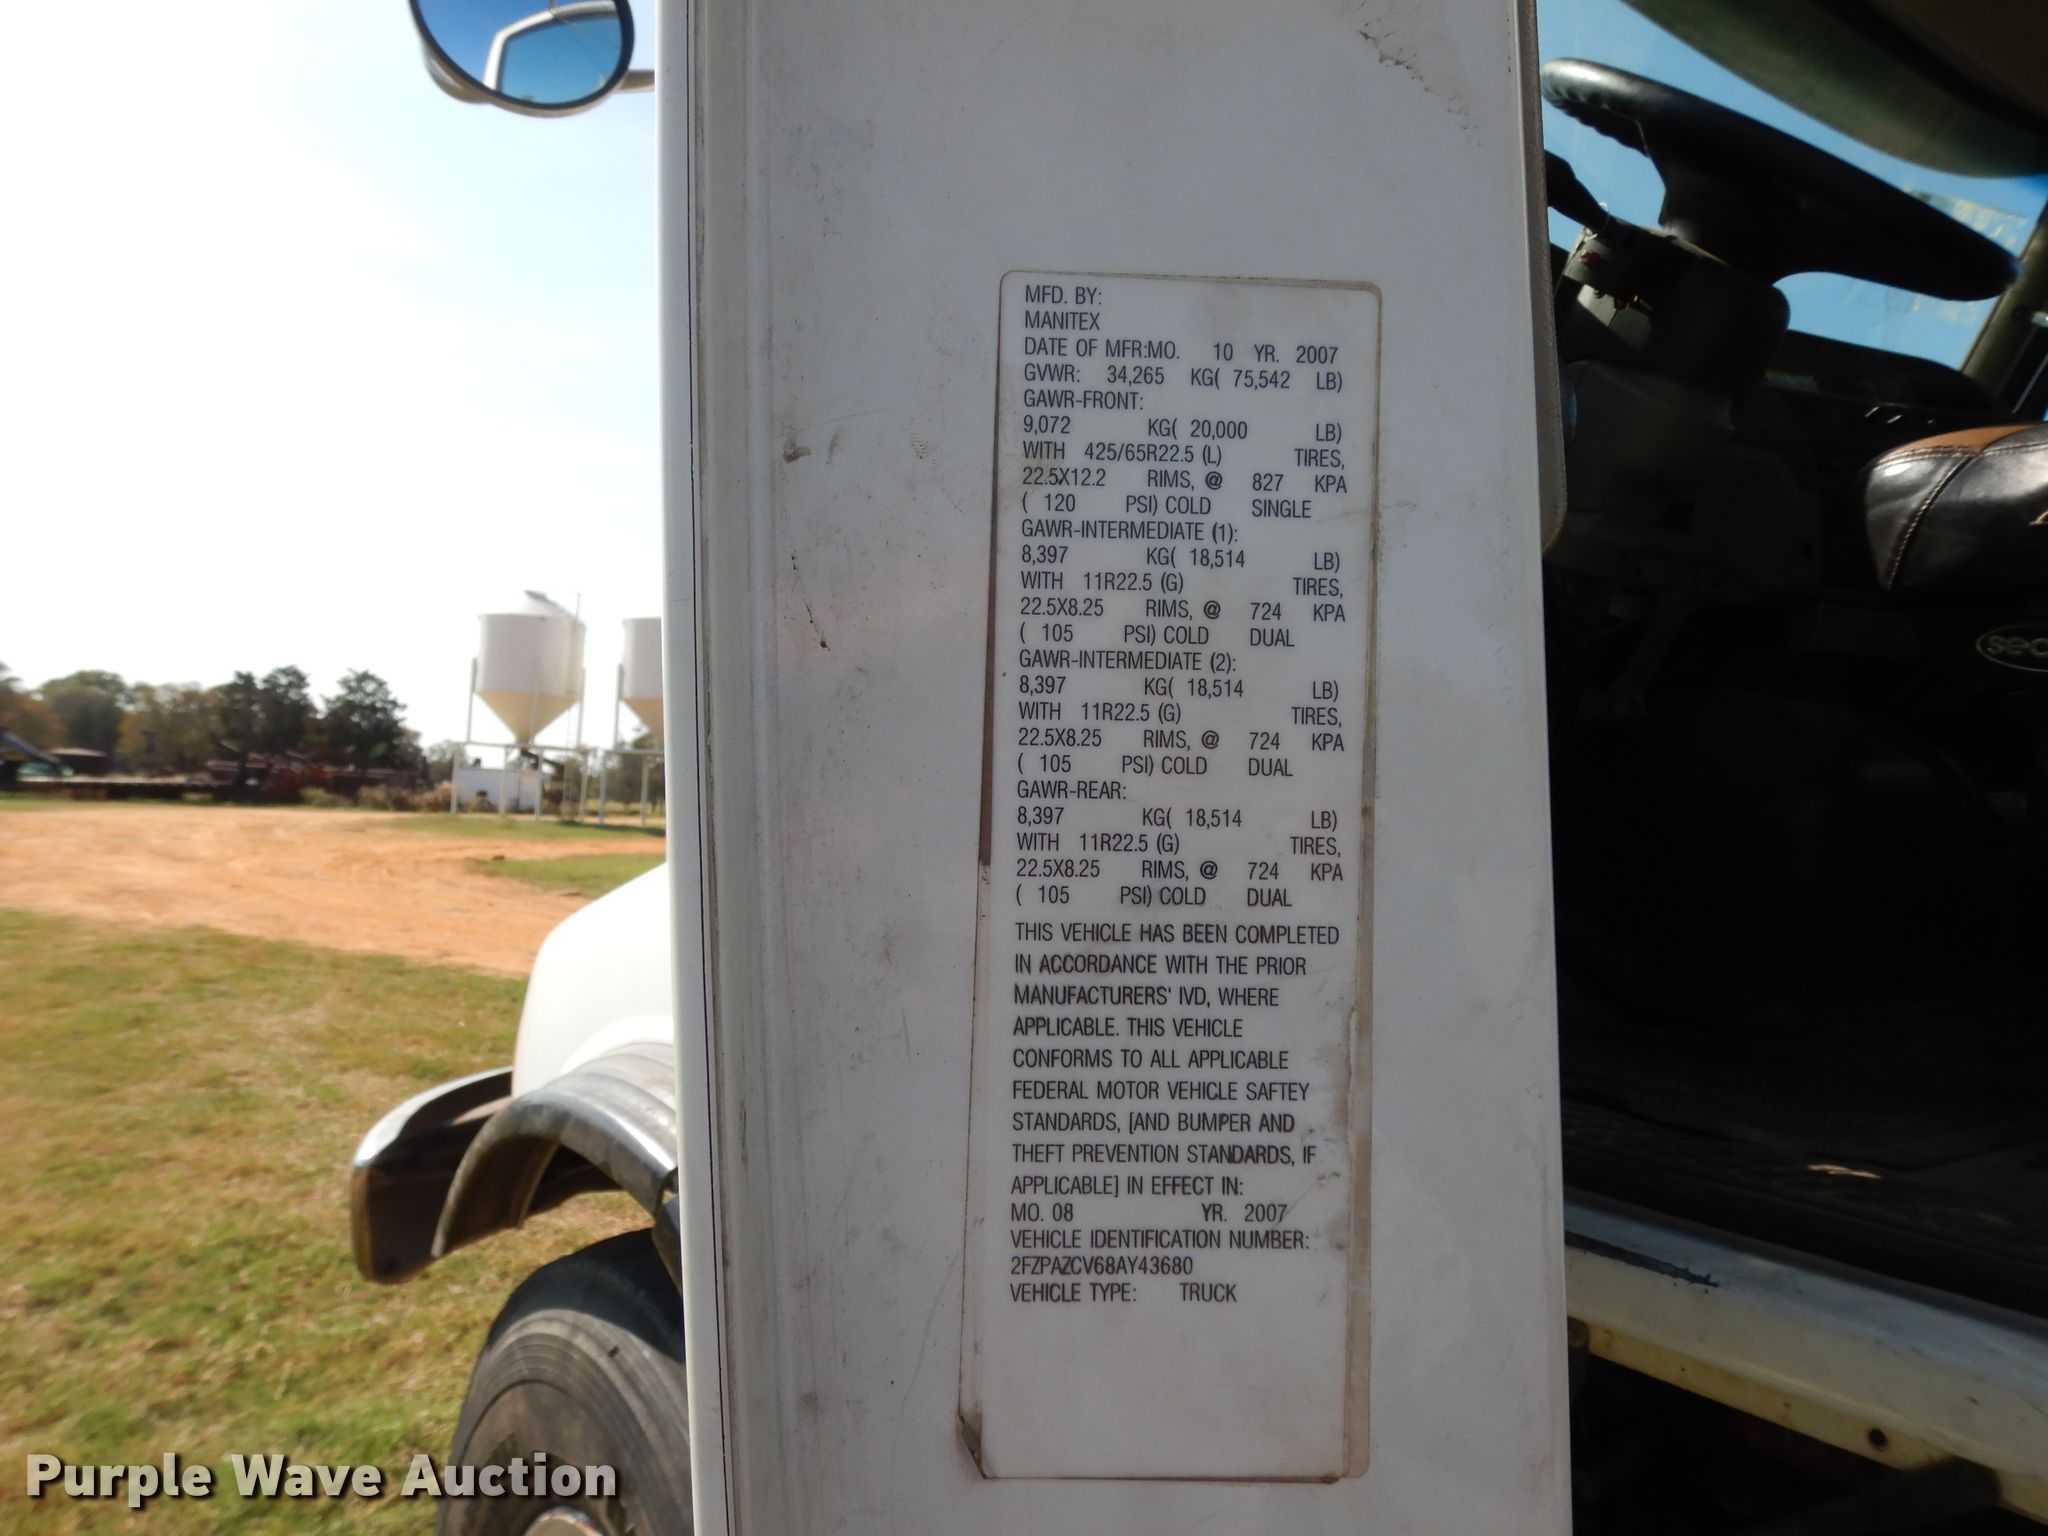 MFD. BY:
MANITEX
DATE OF MFR:MO. 10 YR. 2007
GVWR: 34,265 KG( 75,542 LB)
GAWR-FRONT:
9,072 KG( 20,000 LB)
WITH 425/65R22.5 (L) TIRES,
22.5X12.2 RIMS, @ 827 KPA
( 120 PSI) COLD SINGLE
GAWR-INTERMEDIATE (1):
8,397 KG( 18,514 LB)
WITH 11R22.5 (G) TIRES,
22.5X8.25 RIMS, @ 724 KPA
( 105 PSI) COLD DUAL
GAWR-INTERMEDIATE (2):
8,397 KG( 18,514 LB)
WITH 11R22.5 (G) TIRES,
22.5X8.25 RIMS, @ 724 KPA
( 105 PSI) COLD DUAL
GAWR-REAR:
8,397 KG( 18,514 LB)
WITH 11R22.5 (G) TIRES,
22.5X8.25 RIMS, @ 724 KPA
( 105 PSI) COLD DUAL
THIS VEHICLE HAS BEEN COMPLETED
IN ACCORDANCE WITH THE PRIOR
MANUFACTURERS' IVD, WHERE
APPLICABLE. THIS VEHICLE
CONFORMS TO ALL APPLICABLE
FEDERAL MOTOR VEHICLE SAFTEY
STANDARDS, [AND BUMPER AND
THEFT PREVENTION STANDARDS, IF
APPLICABLE] IN EFFECT IN:
MO. 08 YR. 2007
VEHICLE IDENTIFICATION NUMBER:
2FZPAZCV68AY43680
VEHICLE TYPE: TRUCK
Purple Wave Auction